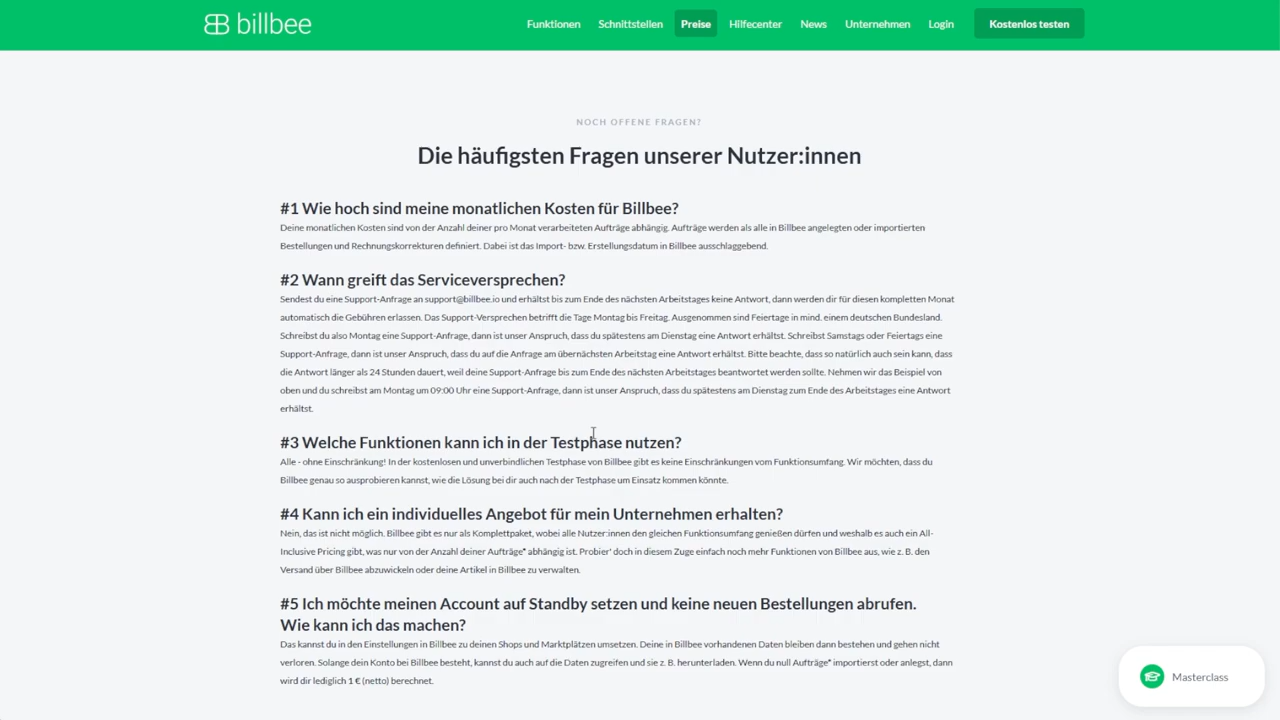 billbee
Funktionen Schnittstellen Preise Hilfecenter News Unternehmen Login Kostenlos testen
NOCH OFFENE FRAGEN?
Die häufigsten Fragen unserer Nutzer:innen
#1 Wie hoch sind meine monatlichen Kosten für Billbee?
Deine monatlichen Kosten sind von der Anzahl deiner pro Monat verarbeiteten Aufträge abhängig. Aufträge werden als alle in Billbee angelegten oder importierten
Bestellungen und Rechnungskorrekturen definiert. Dabei ist das Import- bzw. Erstellungsdatum in Billbee ausschlaggebend.
#2 Wann greift das Serviceversprechen?
Sendest du eine Support-Anfrage an support@billbee.io und erhältst bis zum Ende des nächsten Arbeitstages keine Antwort, dann werden dir für diesen kompletten Monat
automatisch die Gebühren erlassen. Das Support-Versprechen betrifft die Tage Montag bis Freitag. Ausgenommen sind Feiertage in mind. einem deutschen Bundesland.
Schreibst du also Montag eine Support-Anfrage, dann ist unser Anspruch, dass du spätestens am Dienstag eine Antwort erhältst. Schreibst Samstags oder Feiertags eine
Support-Anfrage, dann ist unser Anspruch, dass du auf die Anfrage am übernächsten Arbeitstag eine Antwort erhältst. Bitte beachte, dass so natürlich auch sein kann, dass
die Antwort länger als 24 Stunden dauert, weil deine Support-Anfrage bis zum Ende des nächsten Arbeitstages beantwortet werden sollte. Nehmen wir das Beispiel von
oben und du schreibst am Montag um 09:00 Uhr eine Support-Anfrage, dann ist unser Anspruch, dass du spätestens am Dienstag zum Ende des Arbeitstages eine Antwort
erhältst.
#3 Welche Funktionen kann ich in der Testphase nutzen?
Alle - ohne Einschränkung! In der kostenlosen und unverbindlichen Testphase von Billbee gibt es keine Einschränkungen vom Funktionsumfang. Wir möchten, dass du
Billbee genau so ausprobieren kannst, wie die Lösung bei dir auch nach der Testphase um Einsatz kommen könnte.
#4 Kann ich ein individuelles Angebot für mein Unternehmen erhalten?
Nein, das ist nicht möglich. Billbee gibt es nur als Komplettpaket, wobei alle Nutzer:innen den gleichen Funktionsumfang genießen dürfen und weshalb es auch ein All-
Inclusive Pricing gibt, was nur von der Anzahl deiner Aufträge* abhängig ist. Probier' doch in diesem Zuge einfach noch mehr Funktionen von Billbee aus, wie z. B. den
Versand über Billbee abzuwickeln oder deine Artikel in Billbee zu verwalten.
#5 Ich möchte meinen Account auf Standby setzen und keine neuen Bestellungen abrufen.
Wie kann ich das machen?
Das kannst du in den Einstellungen in Billbee zu deinen Shops und Marktplätzen umsetzen. Deine in Billbee vorhandenen Daten bleiben dann bestehen und gehen nicht
verloren. Solange dein Konto bei Billbee besteht, kannst du auch auf die Daten zugreifen und sie z. B. herunterladen. Wenn du null Aufträge* importierst oder anlegst, dann
wird dir lediglich 1 € (netto) berechnet.
Masterclass